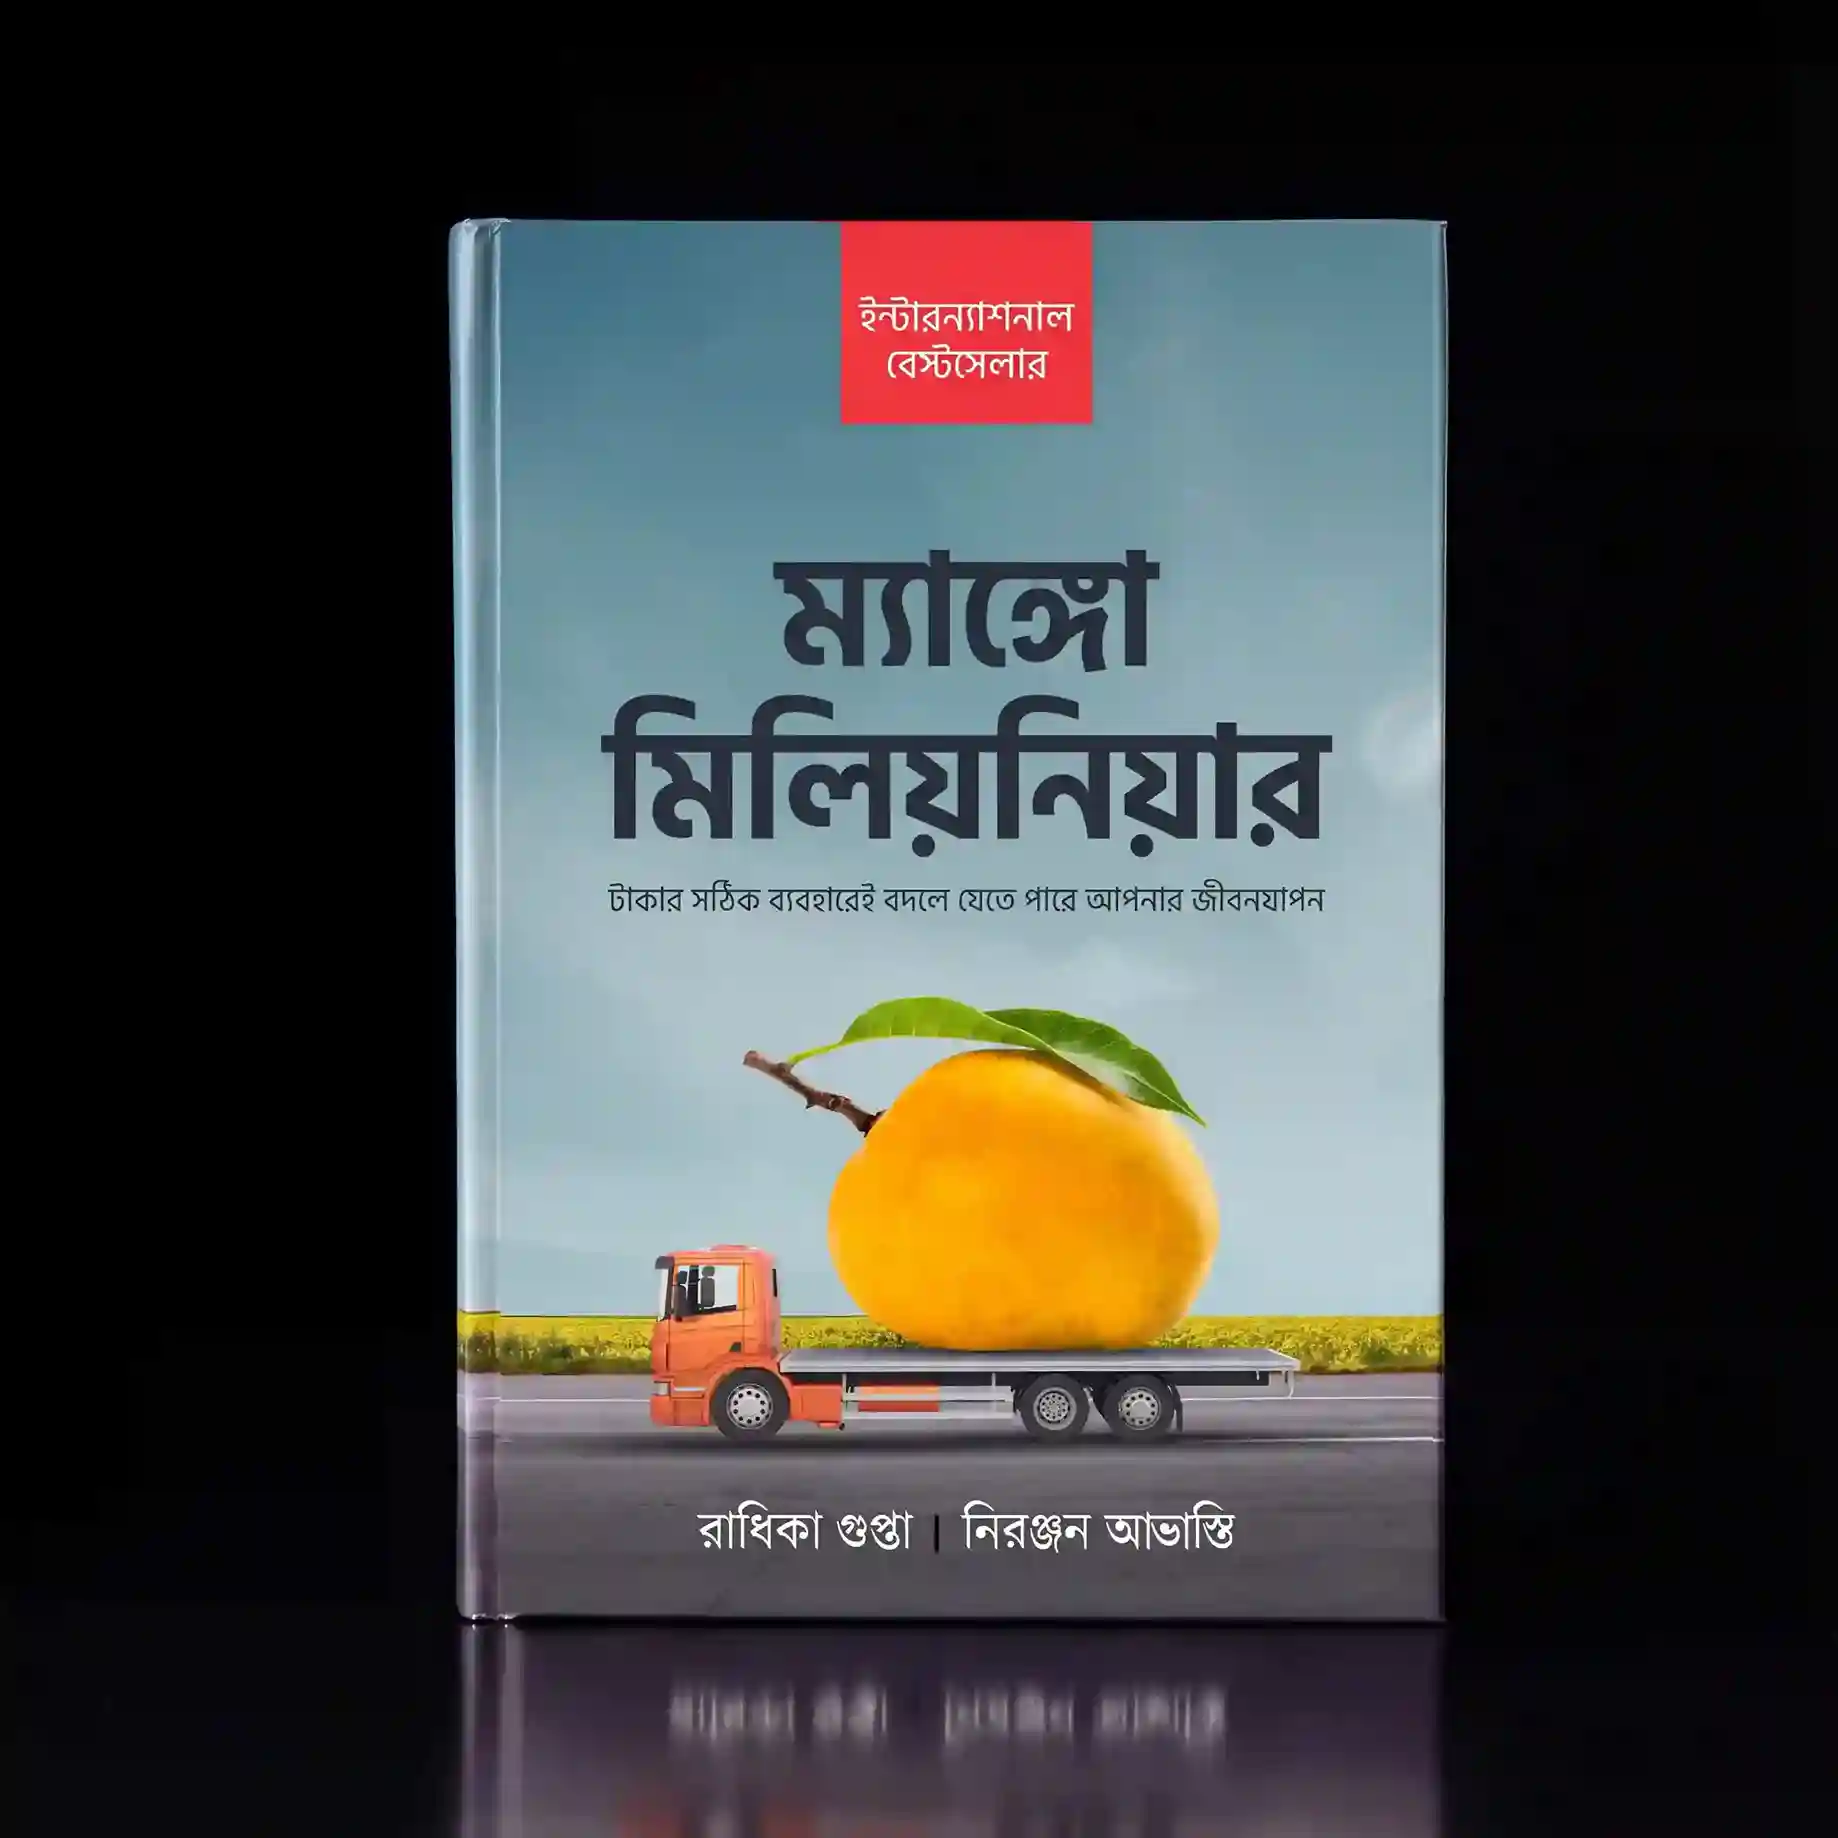 ইন্টারন্যাশনাল
বেস্টসেলার
ম্যাঙ্গো
মিলিয়নিয়ার
টাকার সঠিক ব্যবহারেই বদলে যেতে পারে আপনার জীবনযাপন
রাধিকা গুপ্তা | নিরঞ্জন আভাস্তি